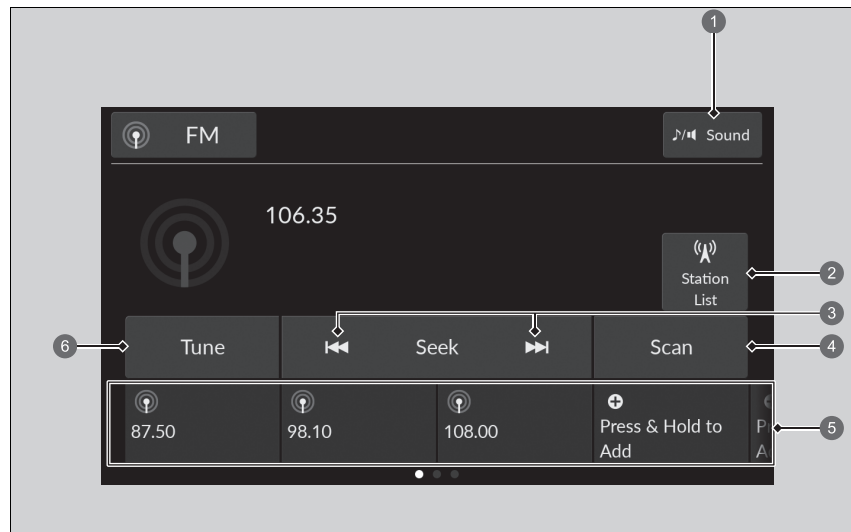 1
FM
♪/ Sound
106.35
Station
List
2
3
6
Tune
Seek
Scan
4
87.50
98.10
108.00
Press & Hold to
Add
P
A
5